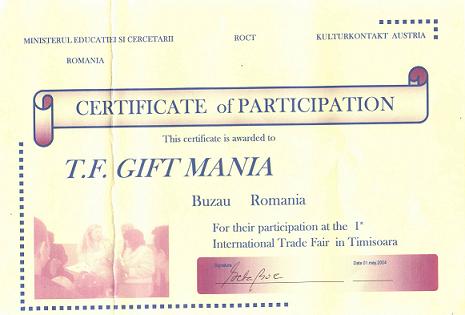 MINISTERUL EDUCATIEI SI CERCETARII ROCT KULTURKONTAKT AUSTRIA
ROMANIA
CERTIFICATE of PARTICIPATION
This certificate is awarded to
T.F. GIFT MANIA
Buzau Romania
For their participation at the
International Trade Fair in Timisoara
Signature Date 01.may.2004